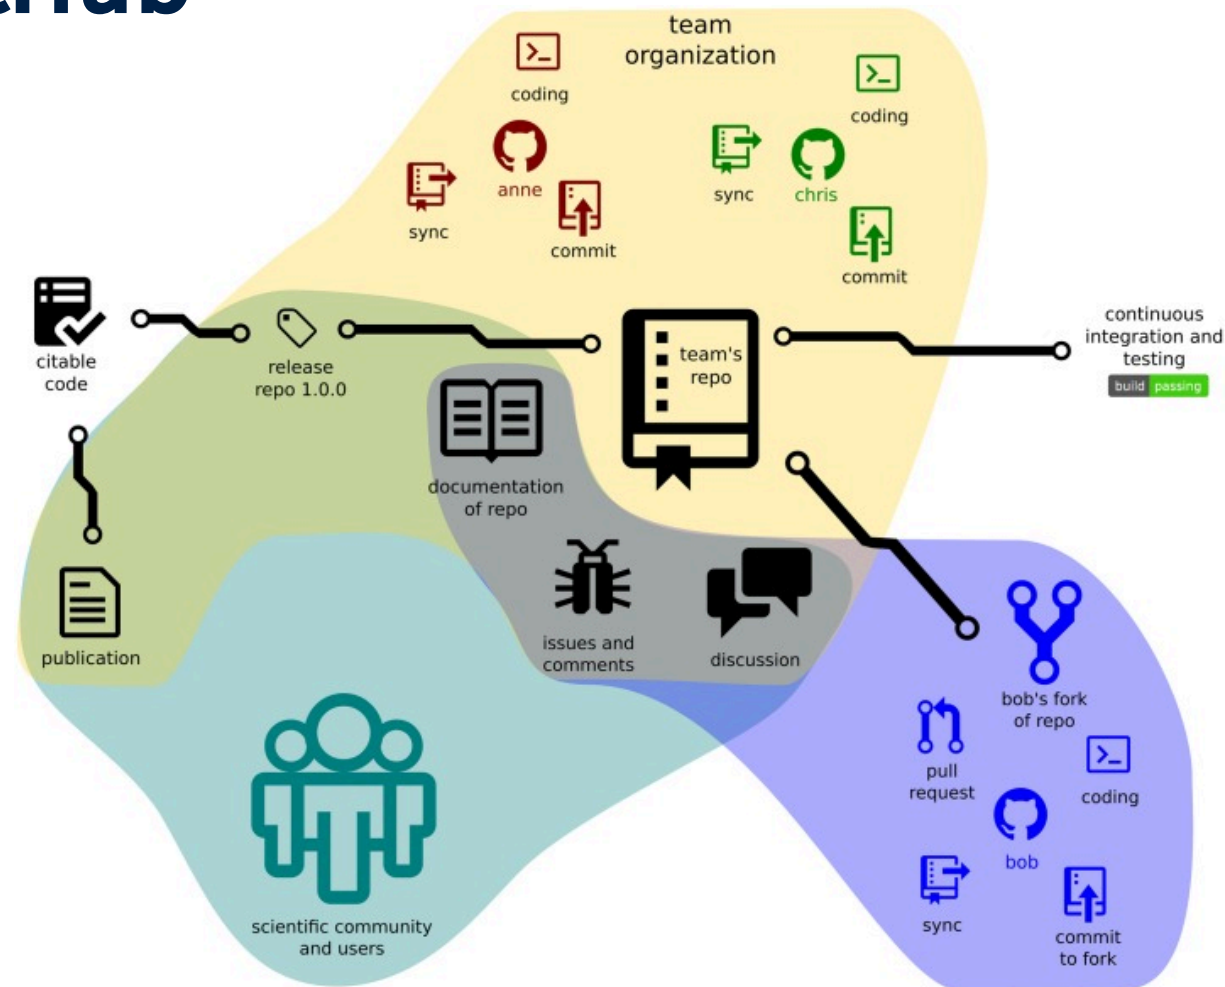 team
organization
coding
coding
anne
sync
commit
sync
chris
commit
citable
code
release
repo 1.0.0
team's
repo
continuous
integration and
testing
build passing
documentation
of repo
publication
issues and
comments
discussion
bob's fork
of repo
pull
request
coding
bob
sync
commit
to fork
scientific community
and users